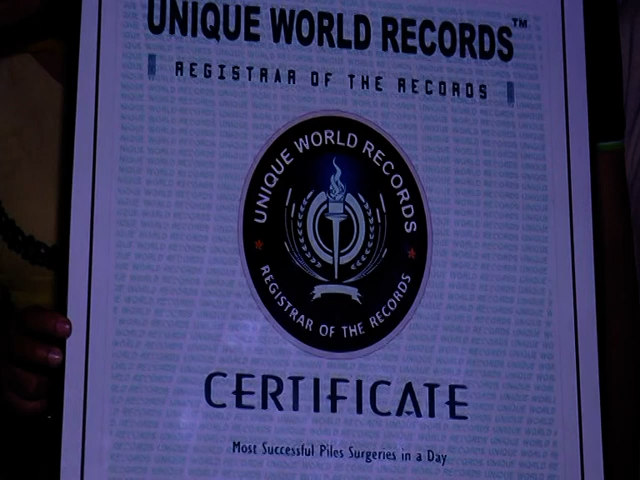 UNIQUE WORLD RECORDS™
REGISTRAR OF THE RECORDS
UNIQUE WORLD RECORDS
REGISTRAR OF THE RECORDS
CERTIFICATE
Most Successful Piles Surgeries in a Day